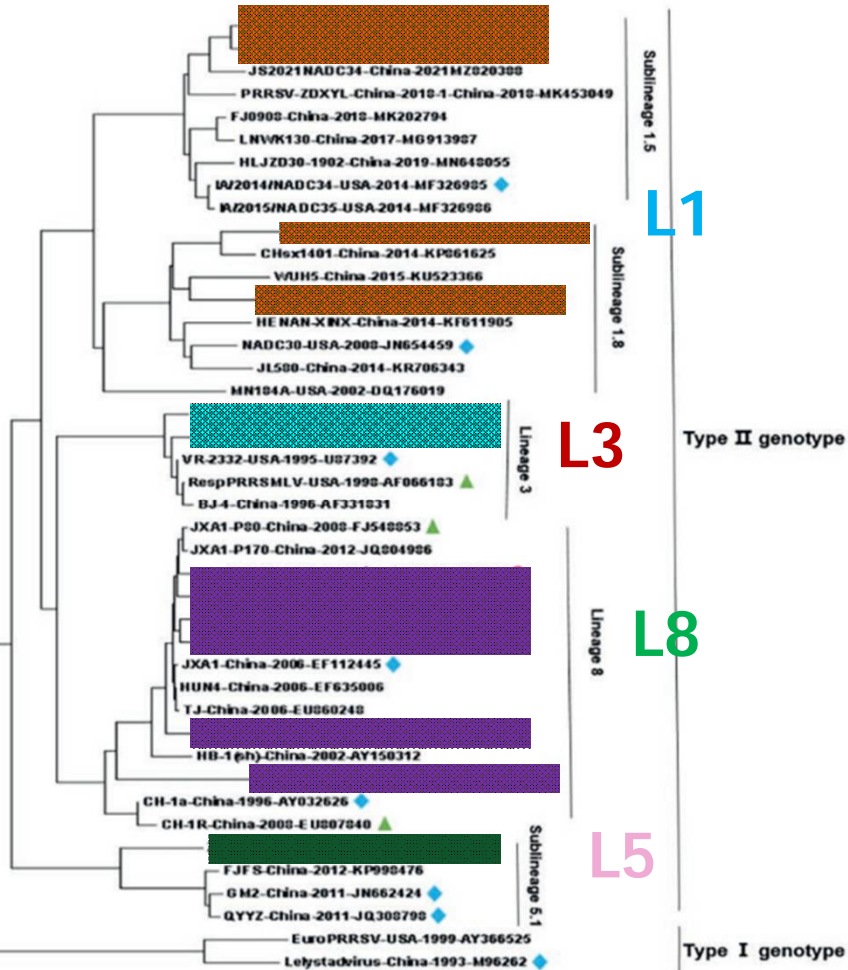 JS2021NADC34-China-2021MZ820388
PRRSV-ZDXYL-China-2018-1-China-2018-MK453049
FJ0908-China-2018-MK202794
LNWK130-China-2017-MG913987
HLJZD30-1902-China-2019-MN648055
IA/2014/NADC34-USA-2014-MF326985
IA/2015/NADC35-USA-2014-MF326986
Sublineage 1.5
L1
CHsx1401-China-2014-KP861625
WUH5-China-2015-KU523366
HENAN-XINX-China-2014-KF611905
NADC30-USA-2008-JN654459
JL580-China-2014-KR706343
MN184A-USA-2002-DQ176019
Sublineage 1.8
VR-2332-USA-1995-U87392
RespPRRSMLV-USA-1998-AF066183
BJ-4-China-1996-AF331831
Lineage 3
L3
Type II genotype
JXA1-P80-China-2008-FJ548853
JXA1-P170-China-2012-JQ804986
JXA1-China-2006-EF112445
HUN4-China-2006-EF635006
TJ-China-2006-EU860248
HB-1(sh)-China-2002-AY150312
CH-1a-China-1996-AY032626
CH-1R-China-2008-EU807840
Lineage 8
L8
FJFS-China-2012-KP998476
GM2-China-2011-JN662424
QYYZ-China-2011-JQ308798
Sublineage 5.1
L5
EuroPRRSV-USA-1999-AY366525
Lelystadvirus-China-1993-M96262
Type I genotype